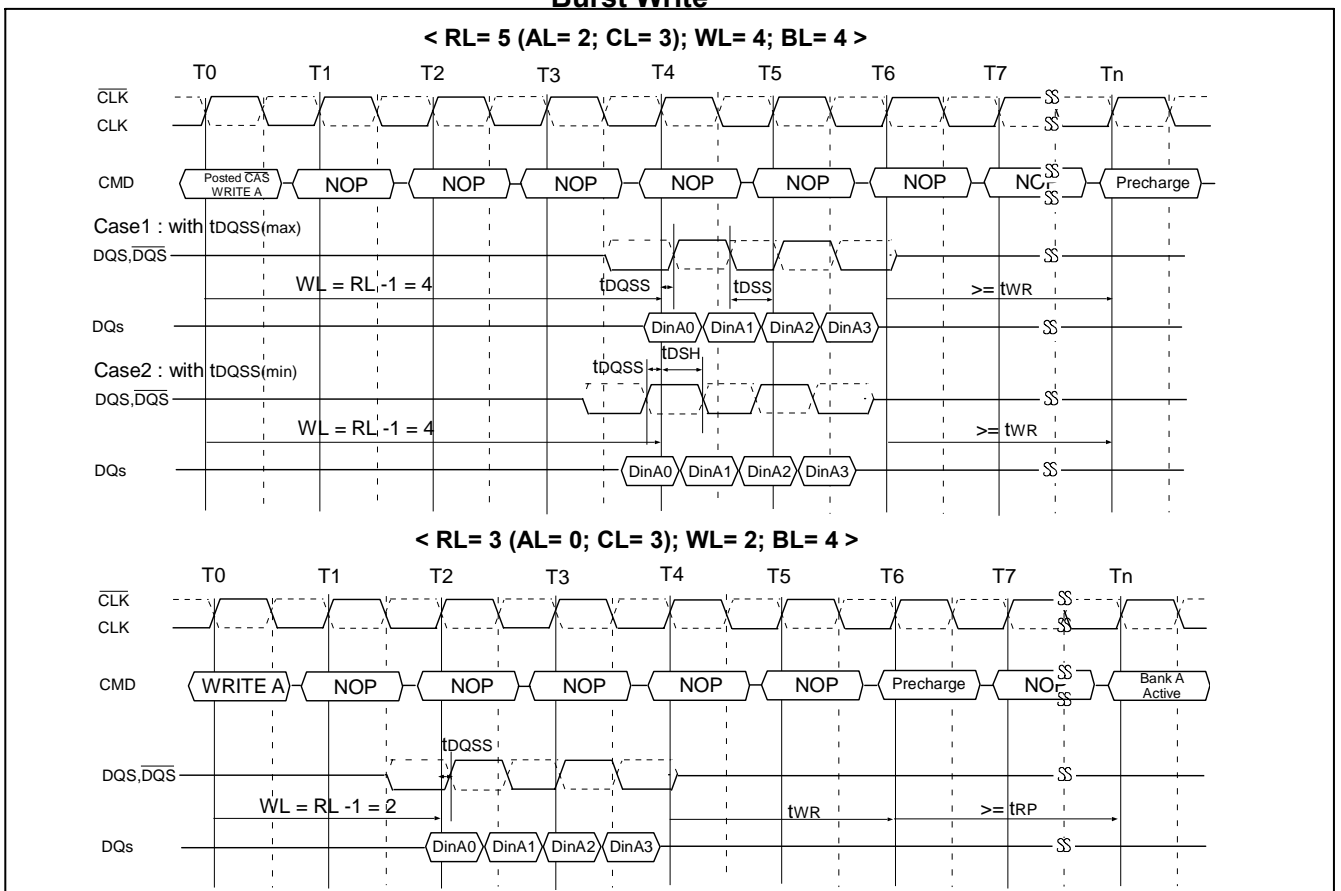 Burst Write
< RL= 5 (AL= 2; CL= 3); WL= 4; BL= 4 >
T0 T1 T2 T3 T4 T5 T6 T7 Tn
CLK
CLK
CMD Posted CAS WRITE A NOP NOP NOP NOP NOP NOP NOP Precharge
Case1 : with tDQSS(max)
DQS,DQS
WL = RL -1 = 4 tDQSS tDSS >= tWR
DQs DinA0 DinA1 DinA2 DinA3
tDSH
Case2 : with tDQSS(min) tDQSS
DQS,DQS
WL = RL -1 = 4 >= tWR
DQs DinA0 DinA1 DinA2 DinA3
< RL= 3 (AL= 0; CL= 3); WL= 2; BL= 4 >
T0 T1 T2 T3 T4 T5 T6 T7 Tn
CLK
CLK
CMD WRITE A NOP NOP NOP NOP NOP Precharge NOP Bank A Active
tDQSS
DQS,DQS
WL = RL -1 = 2 tWR >= tRP
DQs DinA0 DinA1 DinA2 DinA3